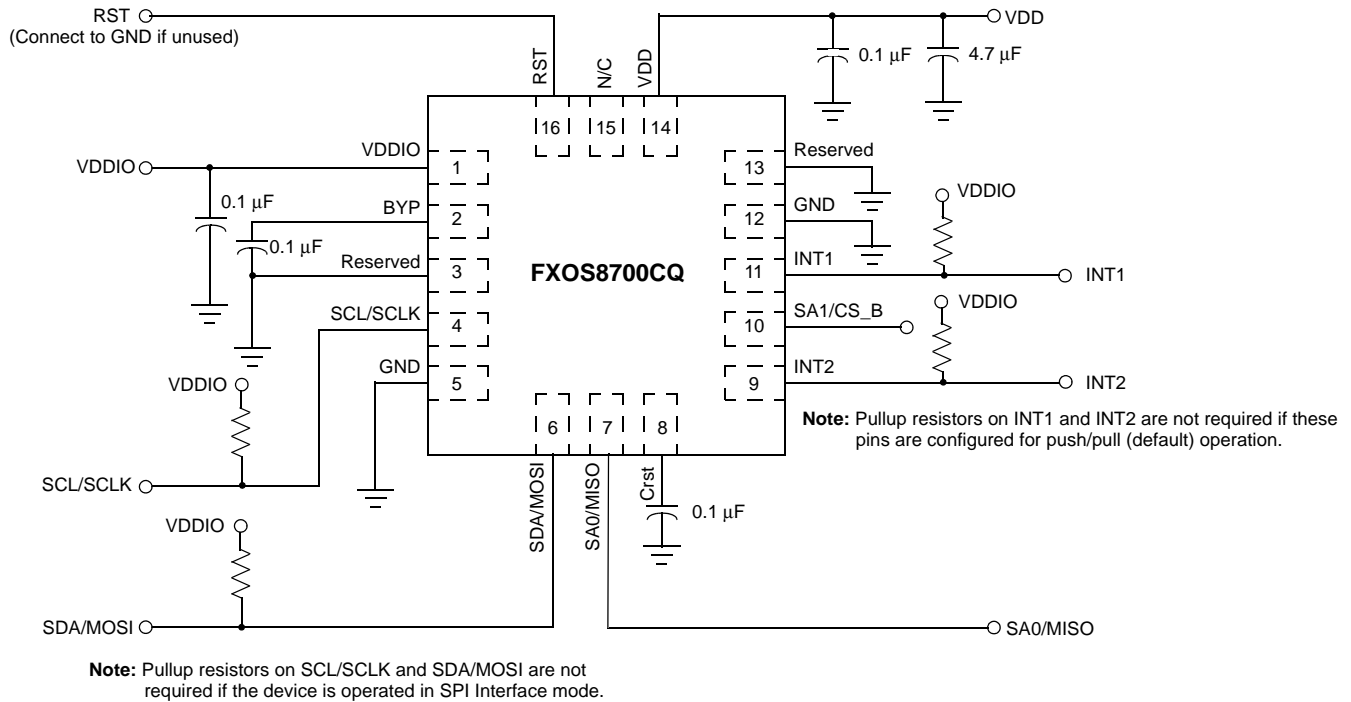 RST
(Connect to GND if unused)
VDD
0.1 μF
4.7 μF
RST
N/C
VDD
16
15
14
VDDIO
VDDIO
1
13
Reserved
0.1 μF
BYP
2
12
GND
VDDIO
0.1 μF
Reserved
3
FXOS8700CQ
11
INT1
INT1
SCL/SCLK
4
10
SA1/CS_B
VDDIO
GND
5
9
INT2
INT2
VDDIO
6
7
8
Note: Pullup resistors on INT1 and INT2 are not required if these
pins are configured for push/pull (default) operation.
SCL/SCLK
SDA/MOSI
SA0/MISO
Crst
0.1 μF
VDDIO
SDA/MOSI
SA0/MISO
Note: Pullup resistors on SCL/SCLK and SDA/MOSI are not
required if the device is operated in SPI Interface mode.